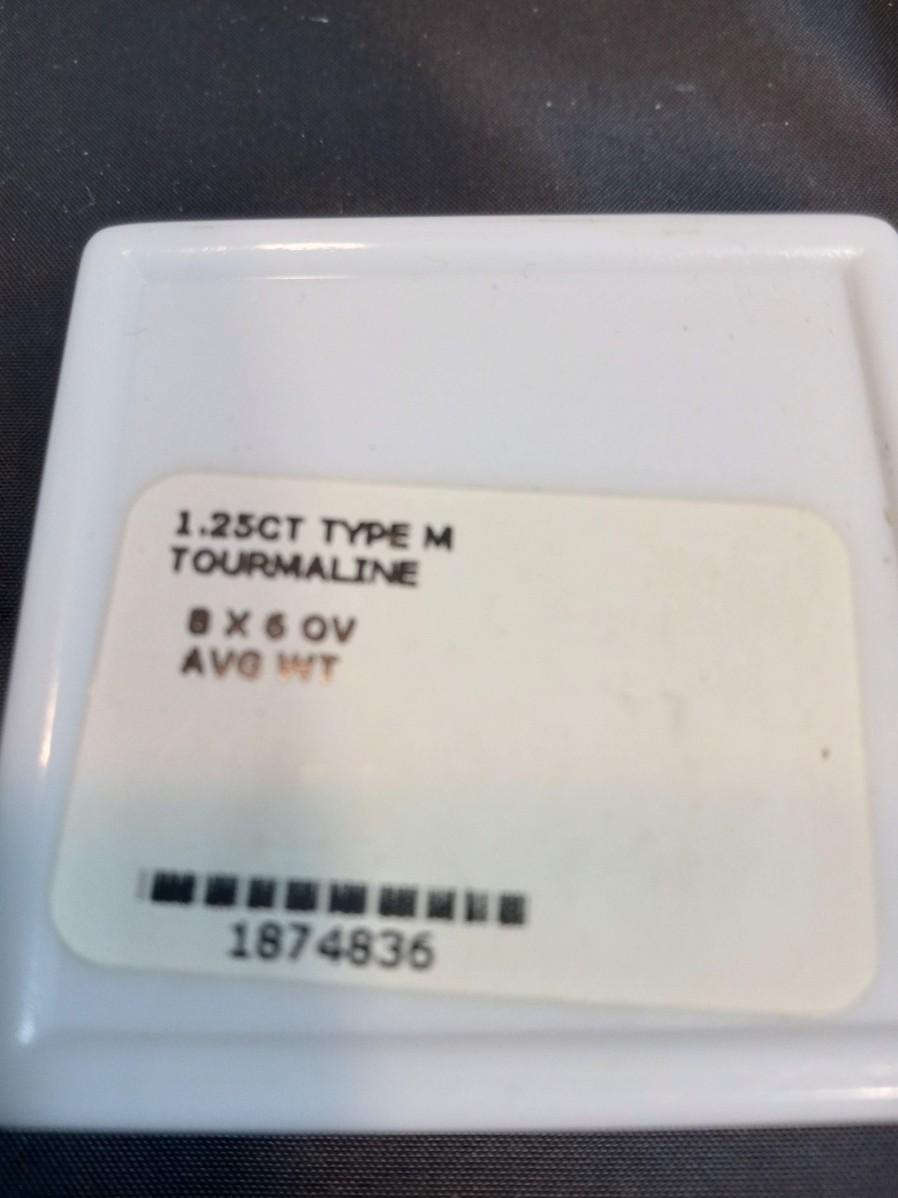 1.25CT TYPE M
TOURMALINE
8 X 6 OV
AVG WT
1874836